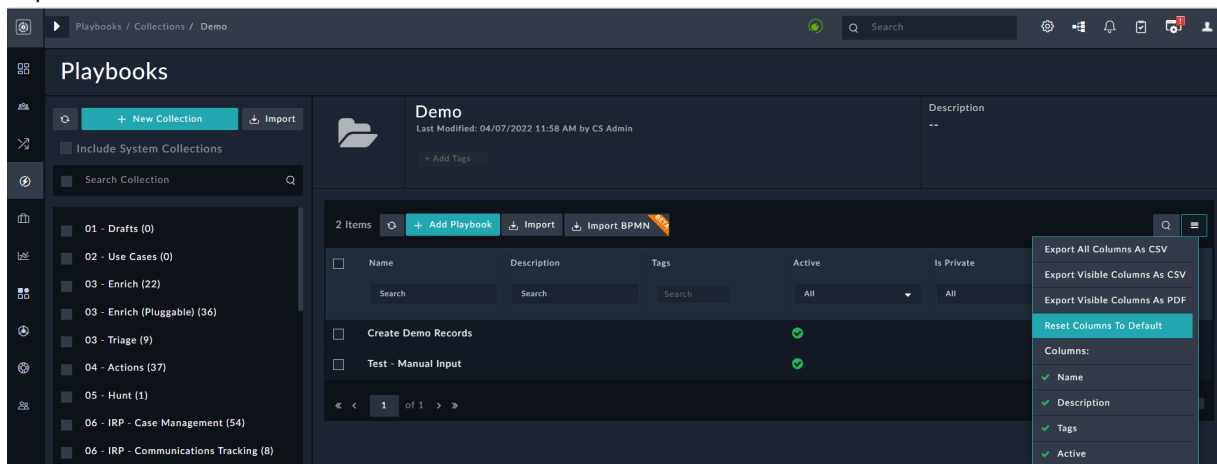 Playbooks / Collections / Demo
Search
Playbooks
+ New Collection
Import
Include System Collections
Search Collection
01 - Drafts (0)
02 - Use Cases (0)
03 - Enrich (22)
03 - Enrich (Pluggable) (36)
03 - Triage (9)
04 - Actions (37)
05 - Hunt (1)
06 - IRP - Case Management (54)
06 - IRP - Communications Tracking (8)
Demo
Last Modified: 04/07/2022 11:58 AM by CS Admin
+ Add Tags
Description
--
2 Items
+ Add Playbook
Import
Import BPMN
BETA
Name Description Tags Active Is Private
Search Search Search All All
Create Demo Records
Test - Manual Input
1 of 1
Export All Columns As CSV
Export Visible Columns As CSV
Export Visible Columns As PDF
Reset Columns To Default
Columns:
Name
Description
Tags
Active